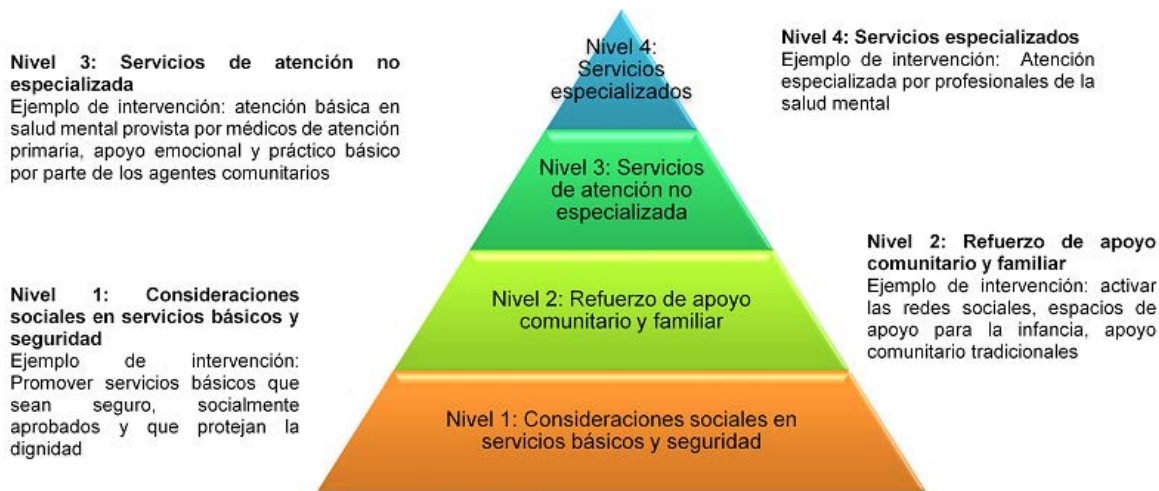 Nivel 3: Servicios de atención no
especializada
Ejemplo de intervención: atención básica en
salud mental provista por médicos de atención
primaria, apoyo emocional y práctico básico
por parte de los agentes comunitarios
Nivel 1: Consideraciones
sociales en servicios básicos y
seguridad
Ejemplo de intervención:
Promover servicios básicos que
sean seguro, socialmente
aprobados y que protejan la
dignidad
Nivel 4:
Servicios
especializados
Nivel 3: Servicios
de atención no
especializada
Nivel 2: Refuerzo de apoyo
comunitario y familiar
Nivel 1: Consideraciones sociales en
servicios básicos y seguridad
Nivel 4: Servicios especializados
Ejemplo de intervención: Atención
especializada por profesionales de la
salud mental
Nivel 2: Refuerzo de apoyo
comunitario y familiar
Ejemplo de intervención: activar
las redes sociales, espacios de
apoyo para la infancia, apoyo
comunitario tradicionales